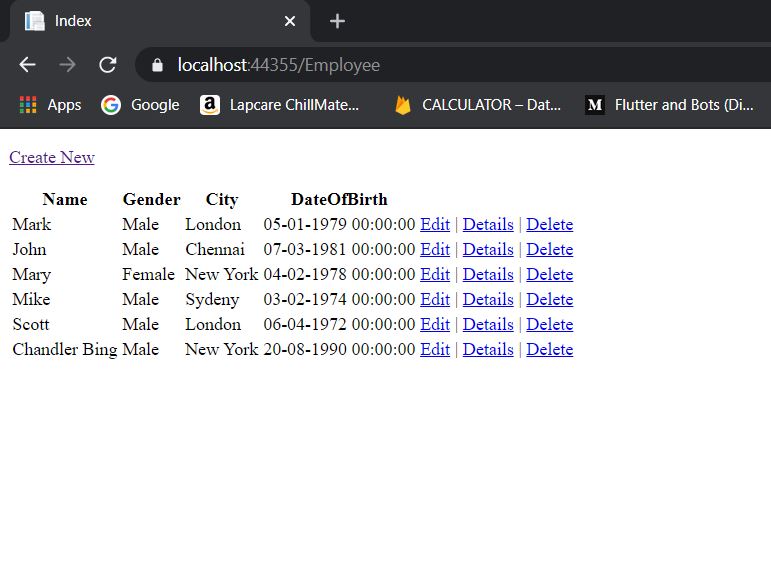 Index
localhost:44355/Employee
Apps Google Lapcare ChillMate... CALCULATOR – Dat... Flutter and Bots (Di...
Create New
Name Gender City DateOfBirth
Mark Male London 05-01-1979 00:00:00 Edit | Details | Delete
John Male Chennai 07-03-1981 00:00:00 Edit | Details | Delete
Mary Female New York 04-02-1978 00:00:00 Edit | Details | Delete
Mike Male Sydeny 03-02-1974 00:00:00 Edit | Details | Delete
Scott Male London 06-04-1972 00:00:00 Edit | Details | Delete
Chandler Bing Male New York 20-08-1990 00:00:00 Edit | Details | Delete